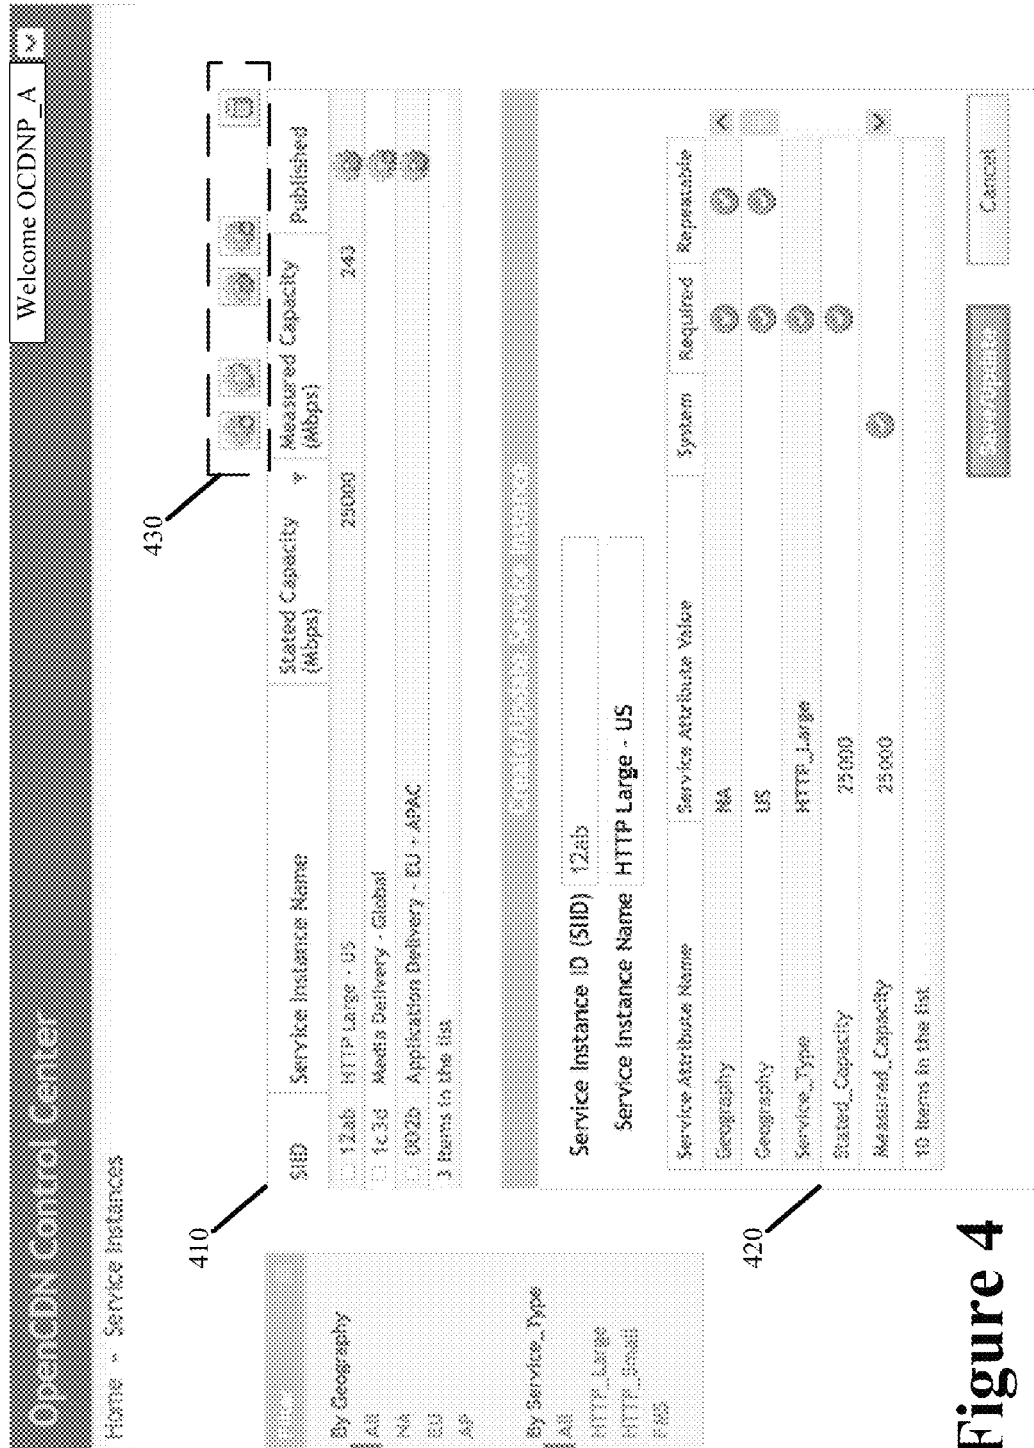 OpenCDN Control Center
Welcome OCDNP_A
Home - Service Instances
430
410
By Geography
All
NA
EU
AP
By Service_Type
All
HTTP_Large
HTTP_Small
SIID Service Instance Name Stated Capacity (Mbps) Measured Capacity (Mbps) Published
12ab HTTP Large - US 25000 243
1c3d Media Delivery - Global
002b Application Delivery - EU - APAC
3 items in the list
Service Instance ID (SIID) 12ab
Service Instance Name HTTP Large - US
420
Service Attribute Name Service Attribute Value System Required Repeatable
Geography NA
Geography US
Service_Type HTTP_Large
Stated_Capacity 25000
Measured_Capacity 25000
10 items in the list
Cancel
Figure 4